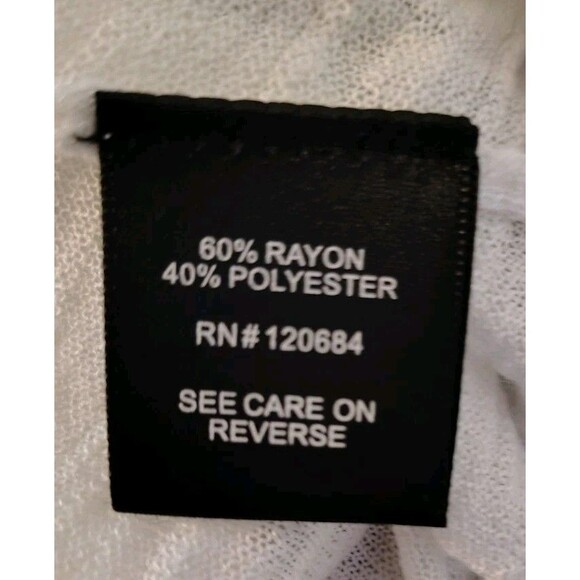 60% RAYON
40% POLYESTER
RN# 120684
SEE CARE ON
REVERSE